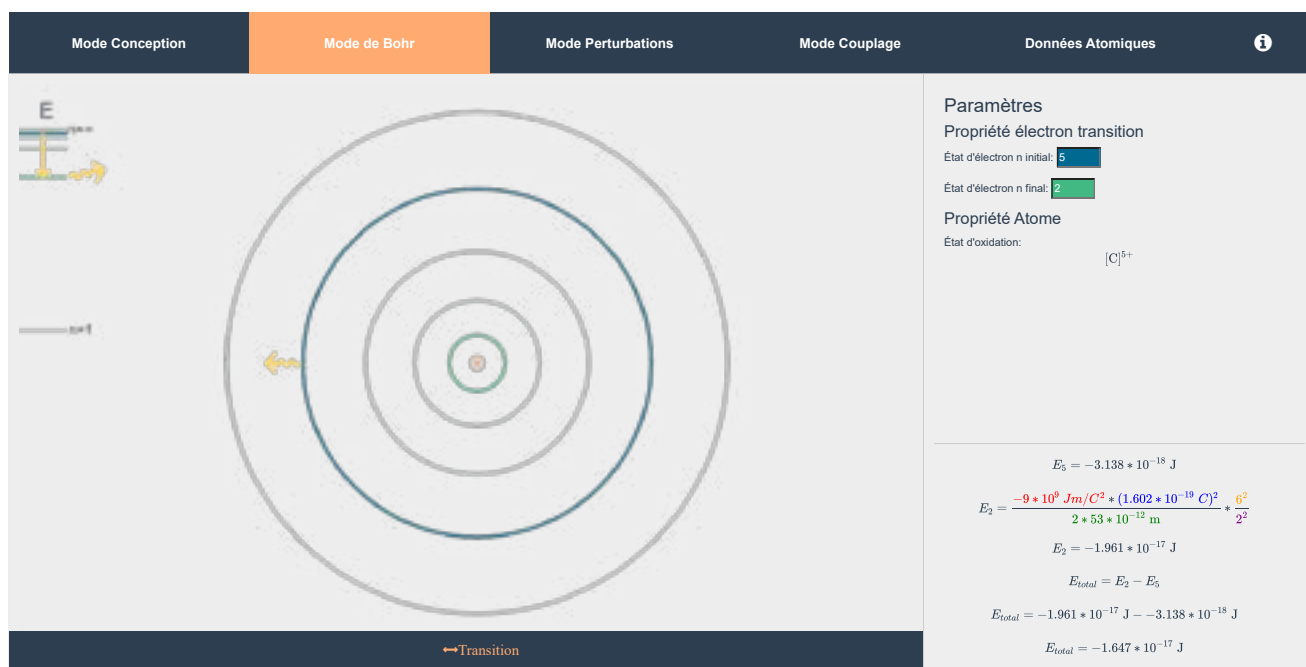 Mode Conception
Mode de Bohr
Mode Perturbations
Mode Couplage
Données Atomiques
E
n=1
Transition
Paramètres
Propriété électron transition
État d'électron n initial: 5
État d'électron n final: 2
Propriété Atome
État d'oxidation:
[C]⁵⁺
E₅ = −3.138 * 10⁻¹⁸ J
E₂ = (−9 * 10⁹ Jm/C² * (1.602 * 10⁻¹⁹ C)²) / (2 * 53 * 10⁻¹² m) * 6²/2²
E₂ = −1.961 * 10⁻¹⁷ J
E_total = E₂ − E₅
E_total = −1.961 * 10⁻¹⁷ J − −3.138 * 10⁻¹⁸ J
E_total = −1.647 * 10⁻¹⁷ J